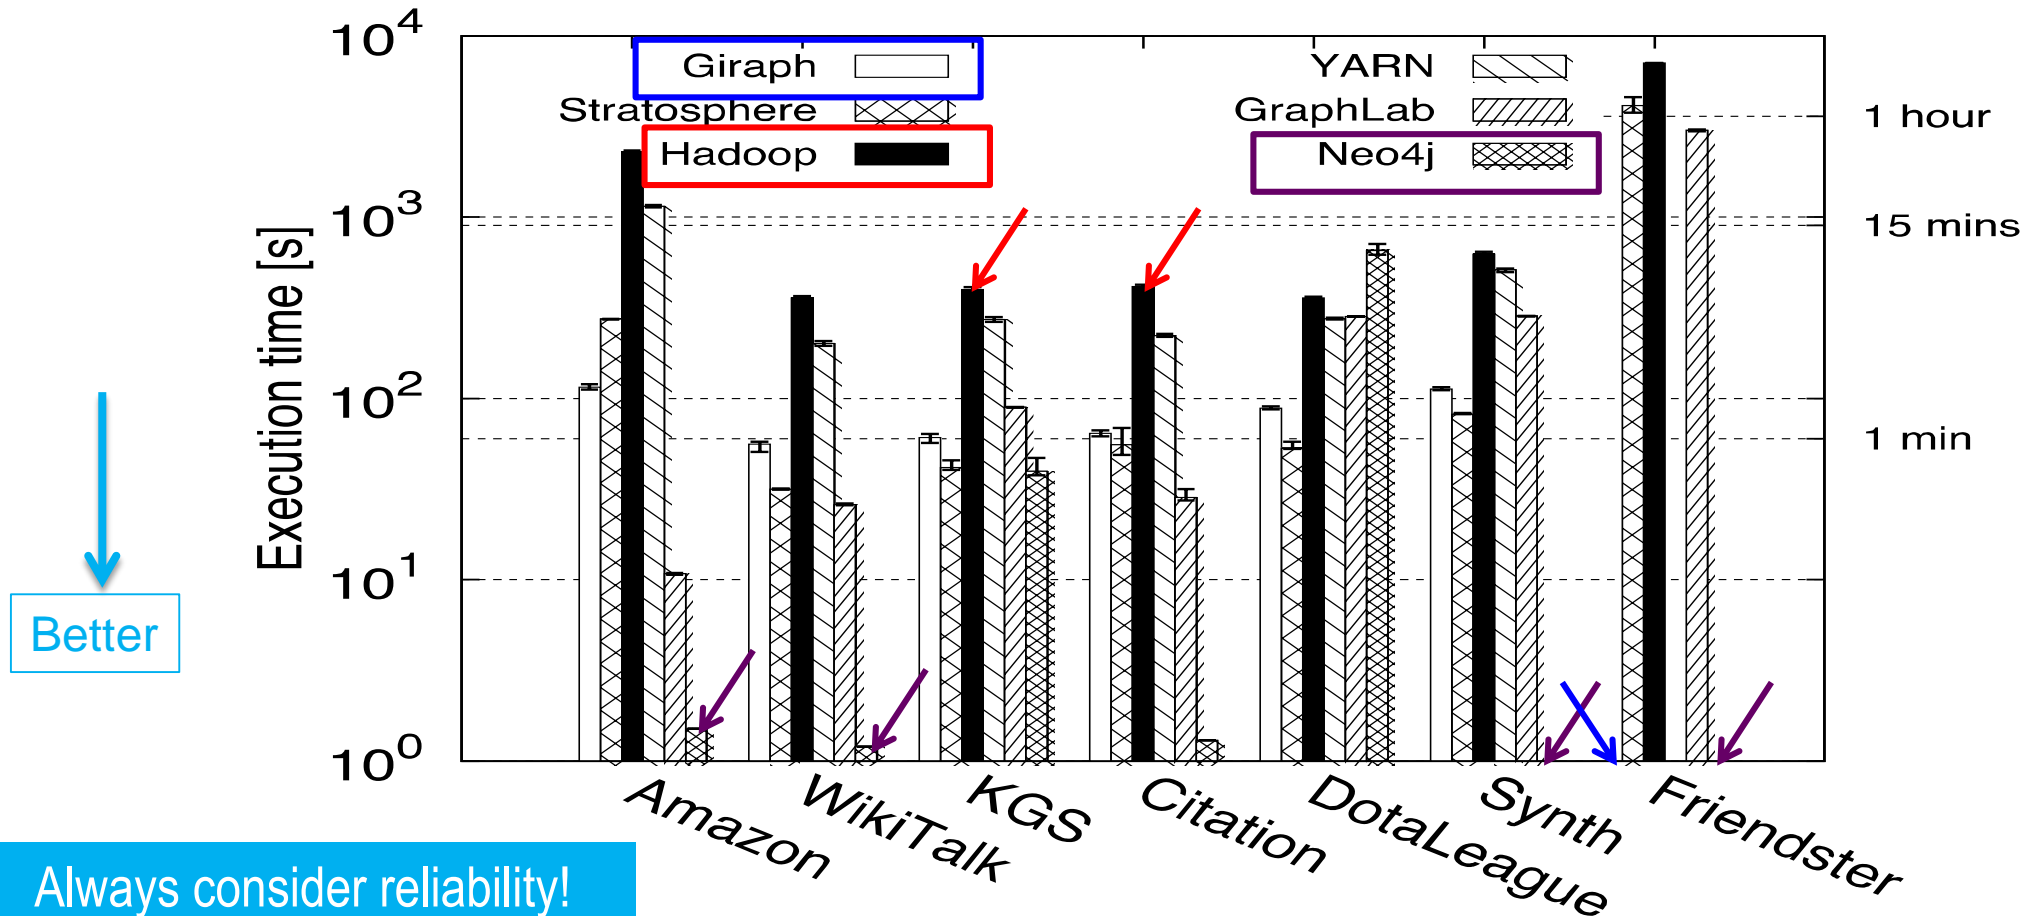 10^4
Giraph
YARN
Stratosphere
GraphLab
1 hour
Hadoop
Neo4j
10^3
15 mins
Execution time [s]
10^2
1 min
10^1
Better
10^0
Amazon
WikiTalk
KGS
Citation
DotaLeague
Synth
Friendster
Always consider reliability!